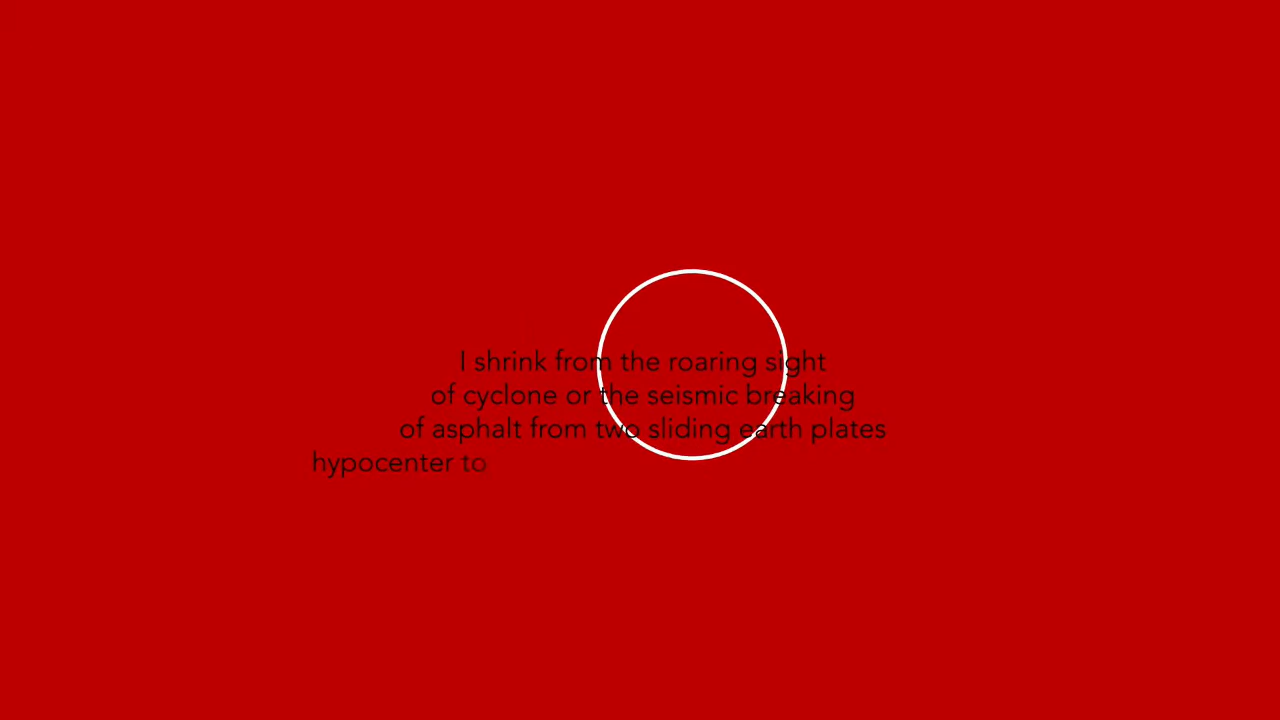 I shrink from the roaring sight
of cyclone or the seismic breaking
of asphalt from two sliding earth plates
hypocenter to